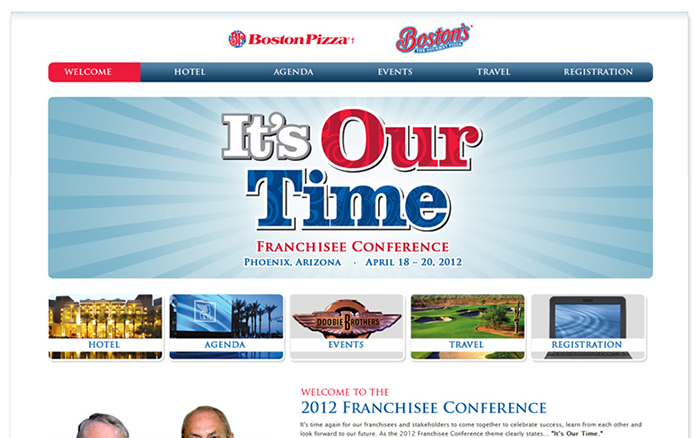 Boston Pizza†
Boston's
THE GOURMET PIZZA
WELCOME HOTEL AGENDA EVENTS TRAVEL REGISTRATION
It's Our
Time
FRANCHISEE CONFERENCE
PHOENIX, ARIZONA · APRIL 18 – 20, 2012
DOOBIE BROTHERS
HOTEL AGENDA EVENTS TRAVEL REGISTRATION
WELCOME TO THE
2012 FRANCHISEE CONFERENCE
It's time again for our franchisees and stakeholders to come together to celebrate success, learn from each other and
look forward to our future. As the 2012 Franchisee Conference theme clearly states... "It's Our Time."